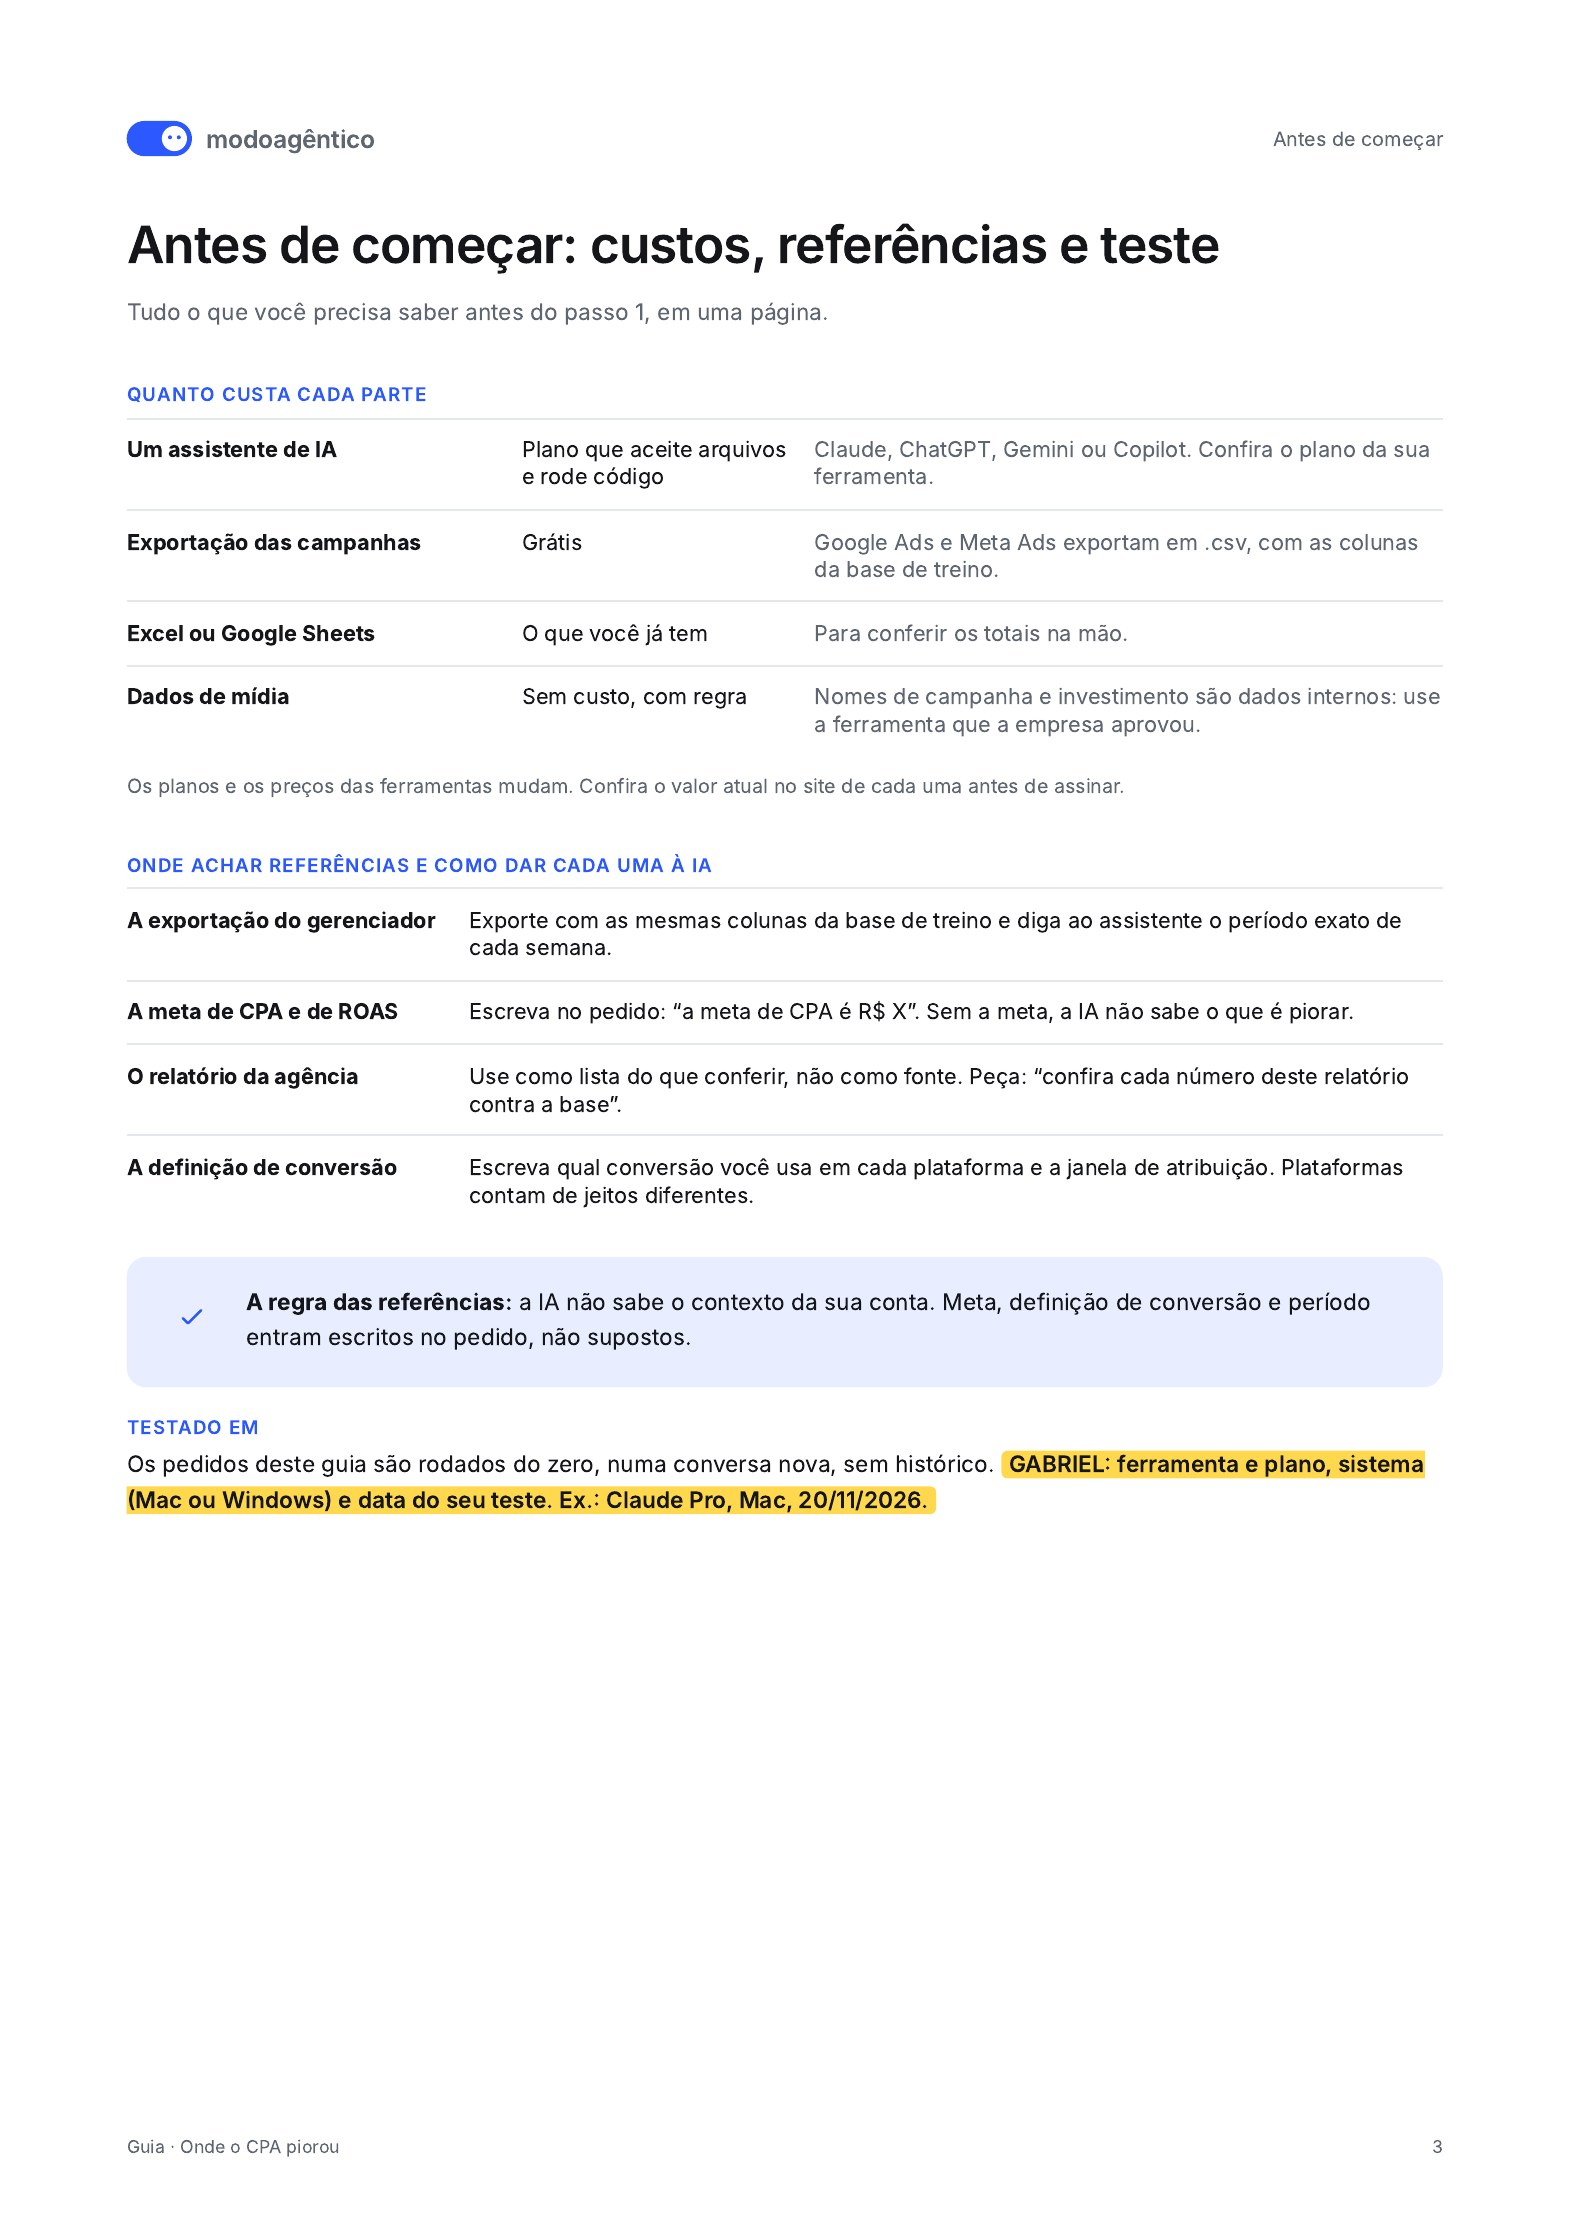 modoagêntico
Antes de começar
Antes de começar: custos, referências e teste
Tudo o que você precisa saber antes do passo 1, em uma página.
QUANTO CUSTA CADA PARTE
Um assistente de IA
Plano que aceite arquivos
e rode código
Claude, ChatGPT, Gemini ou Copilot. Confira o plano da sua
ferramenta.
Exportação das campanhas
Grátis
Google Ads e Meta Ads exportam em .csv, com as colunas
da base de treino.
Excel ou Google Sheets
O que você já tem
Para conferir os totais na mão.
Dados de mídia
Sem custo, com regra
Nomes de campanha e investimento são dados internos: use
a ferramenta que a empresa aprovou.
Os planos e os preços das ferramentas mudam. Confira o valor atual no site de cada uma antes de assinar.
ONDE ACHAR REFERÊNCIAS E COMO DAR CADA UMA À IA
A exportação do gerenciador
Exporte com as mesmas colunas da base de treino e diga ao assistente o período exato de
cada semana.
A meta de CPA e de ROAS
Escreva no pedido: “a meta de CPA é R$ X”. Sem a meta, a IA não sabe o que é piorar.
O relatório da agência
Use como lista do que conferir, não como fonte. Peça: “confira cada número deste relatório
contra a base”.
A definição de conversão
Escreva qual conversão você usa em cada plataforma e a janela de atribuição. Plataformas
contam de jeitos diferentes.
A regra das referências: a IA não sabe o contexto da sua conta. Meta, definição de conversão e período
entram escritos no pedido, não supostos.
TESTADO EM
Os pedidos deste guia são rodados do zero, numa conversa nova, sem histórico. GABRIEL: ferramenta e plano, sistema
(Mac ou Windows) e data do seu teste. Ex.: Claude Pro, Mac, 20/11/2026.
Guia · Onde o CPA piorou
3